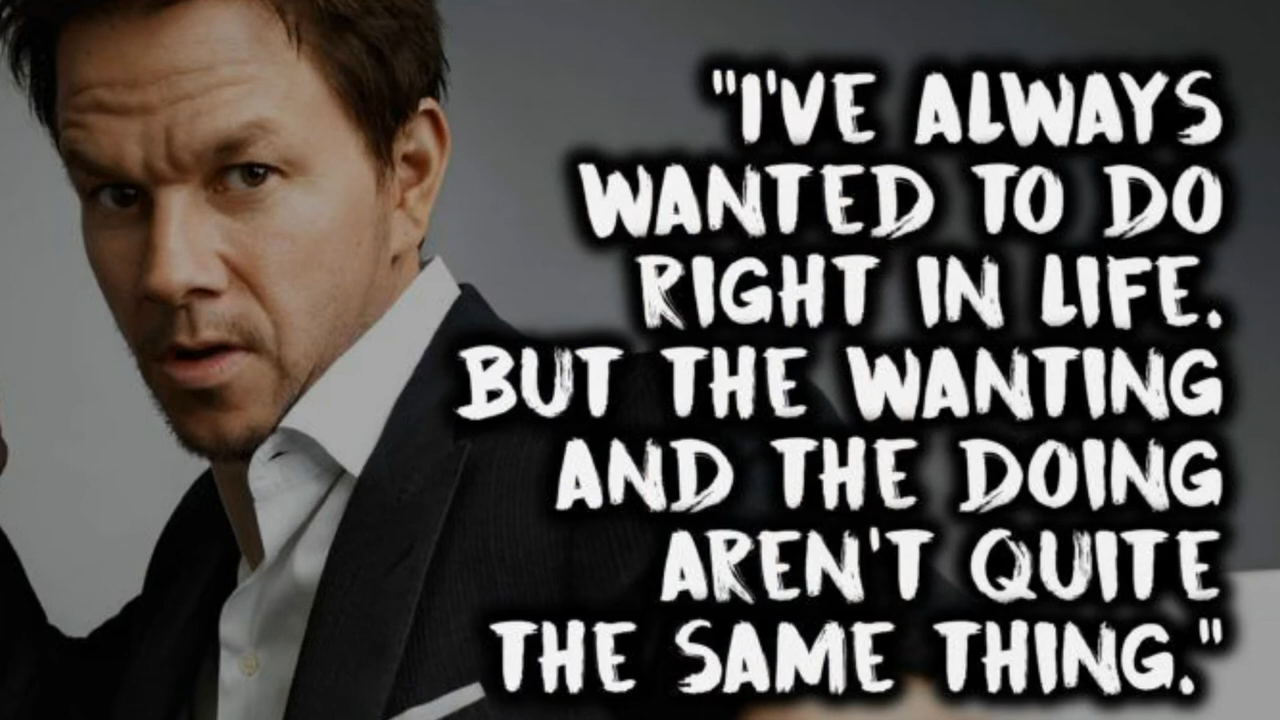 "I'VE ALWAYS
WANTED TO DO
RIGHT IN LIFE.
BUT THE WANTING
AND THE DOING
AREN'T QUITE
THE SAME THING."